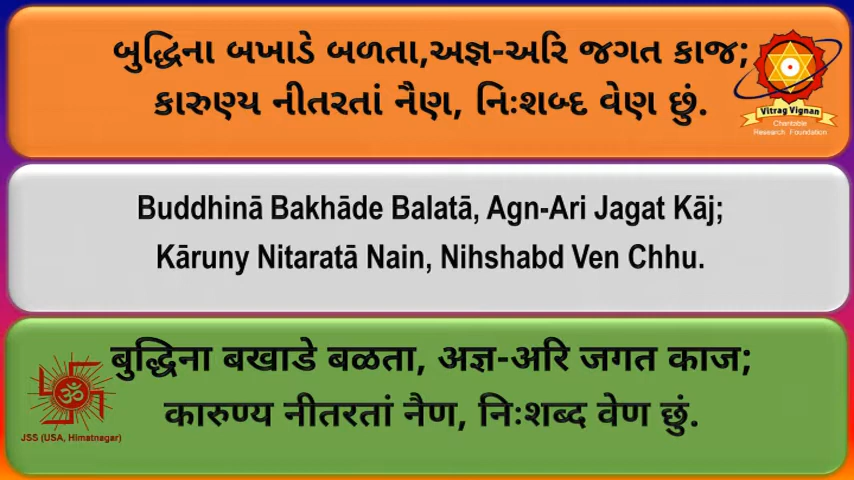 બુદ્ધિના બખાડે બળતા,અજ્ઞ-અરિ જગત કાજ;
કારુણ્ય નીતરતાં નૈણ, નિઃશબ્દ વેણ છું.
Vitrag Vignan
Charitable
Research Foundation
Buddhinā Bakhāde Balatā, Agn-Ari Jagat Kāj;
Kāruny Nitaratā Nain, Nihshabd Ven Chhu.
बुद्धिना बखाडे बळता, अज्ञ-अरि जगत काज;
कारुण्य नीतरतां नैण, निःशब्द वेण छुं.
ॐ
JSS (USA, Himatnagar)